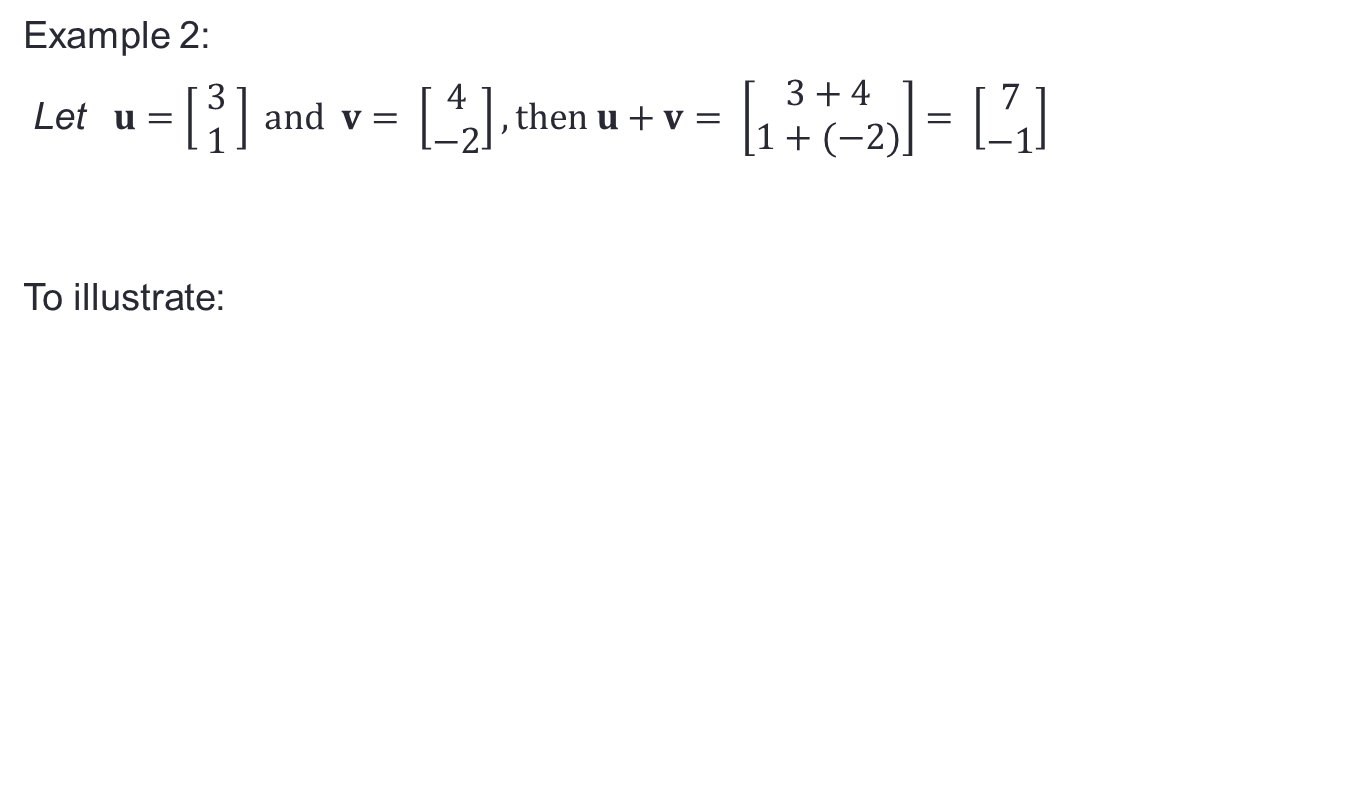 Example 2:
Let u = [3 1] and v = [4 −2], then u + v = [3 + 4 1 + (−2)] = [7 −1]
To illustrate: